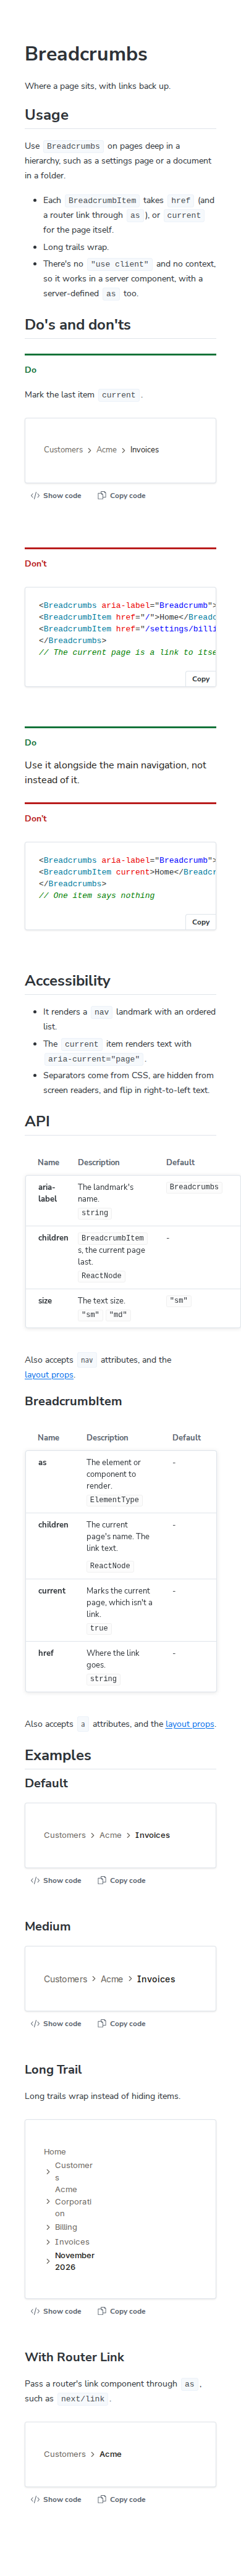 Breadcrumbs
Where a page sits, with links back up.
Usage
Use Breadcrumbs on pages deep in a
hierarchy, such as a settings page or a document
in a folder.
Each BreadcrumbItem takes href (and
a router link through as ), or current
for the page itself.
Long trails wrap.
There's no "use client" and no context,
so it works in a server component, with a
server-defined as too.
Do's and don'ts
Do
Mark the last item current .
Customers > Acme > Invoices
Show code Copy code
Don't
<Breadcrumbs aria-label="Breadcrumb">
<BreadcrumbItem href="/">Home</Breadc
<BreadcrumbItem href="/settings/billi
</Breadcrumbs>
// The current page is a link to itse
Copy
Do
Use it alongside the main navigation, not
instead of it.
Don't
<Breadcrumbs aria-label="Breadcrumb">
<BreadcrumbItem current>Home</Breadcr
</Breadcrumbs>
// One item says nothing
Copy
Accessibility
It renders a nav landmark with an ordered
list.
The current item renders text with
aria-current="page" .
Separators come from CSS, are hidden from
screen readers, and flip in right-to-left text.
API
Name Description Default
aria-label The landmark's name. string Breadcrumbs
children BreadcrumbItem s, the current page last. ReactNode -
size The text size. "sm" "md" "sm"
Also accepts nav attributes, and the
layout props.
BreadcrumbItem
Name Description Default
as The element or component to render. ElementType -
children The current page's name. The link text. ReactNode -
current Marks the current page, which isn't a link. true -
href Where the link goes. string -
Also accepts a attributes, and the layout props.
Examples
Default
Customers > Acme > Invoices
Show code Copy code
Medium
Customers > Acme > Invoices
Show code Copy code
Long Trail
Long trails wrap instead of hiding items.
Home
> Customer
s
Acme
> Corporati
on
> Billing
> Invoices
> November
2026
Show code Copy code
With Router Link
Pass a router's link component through as ,
such as next/link .
Customers > Acme
Show code Copy code